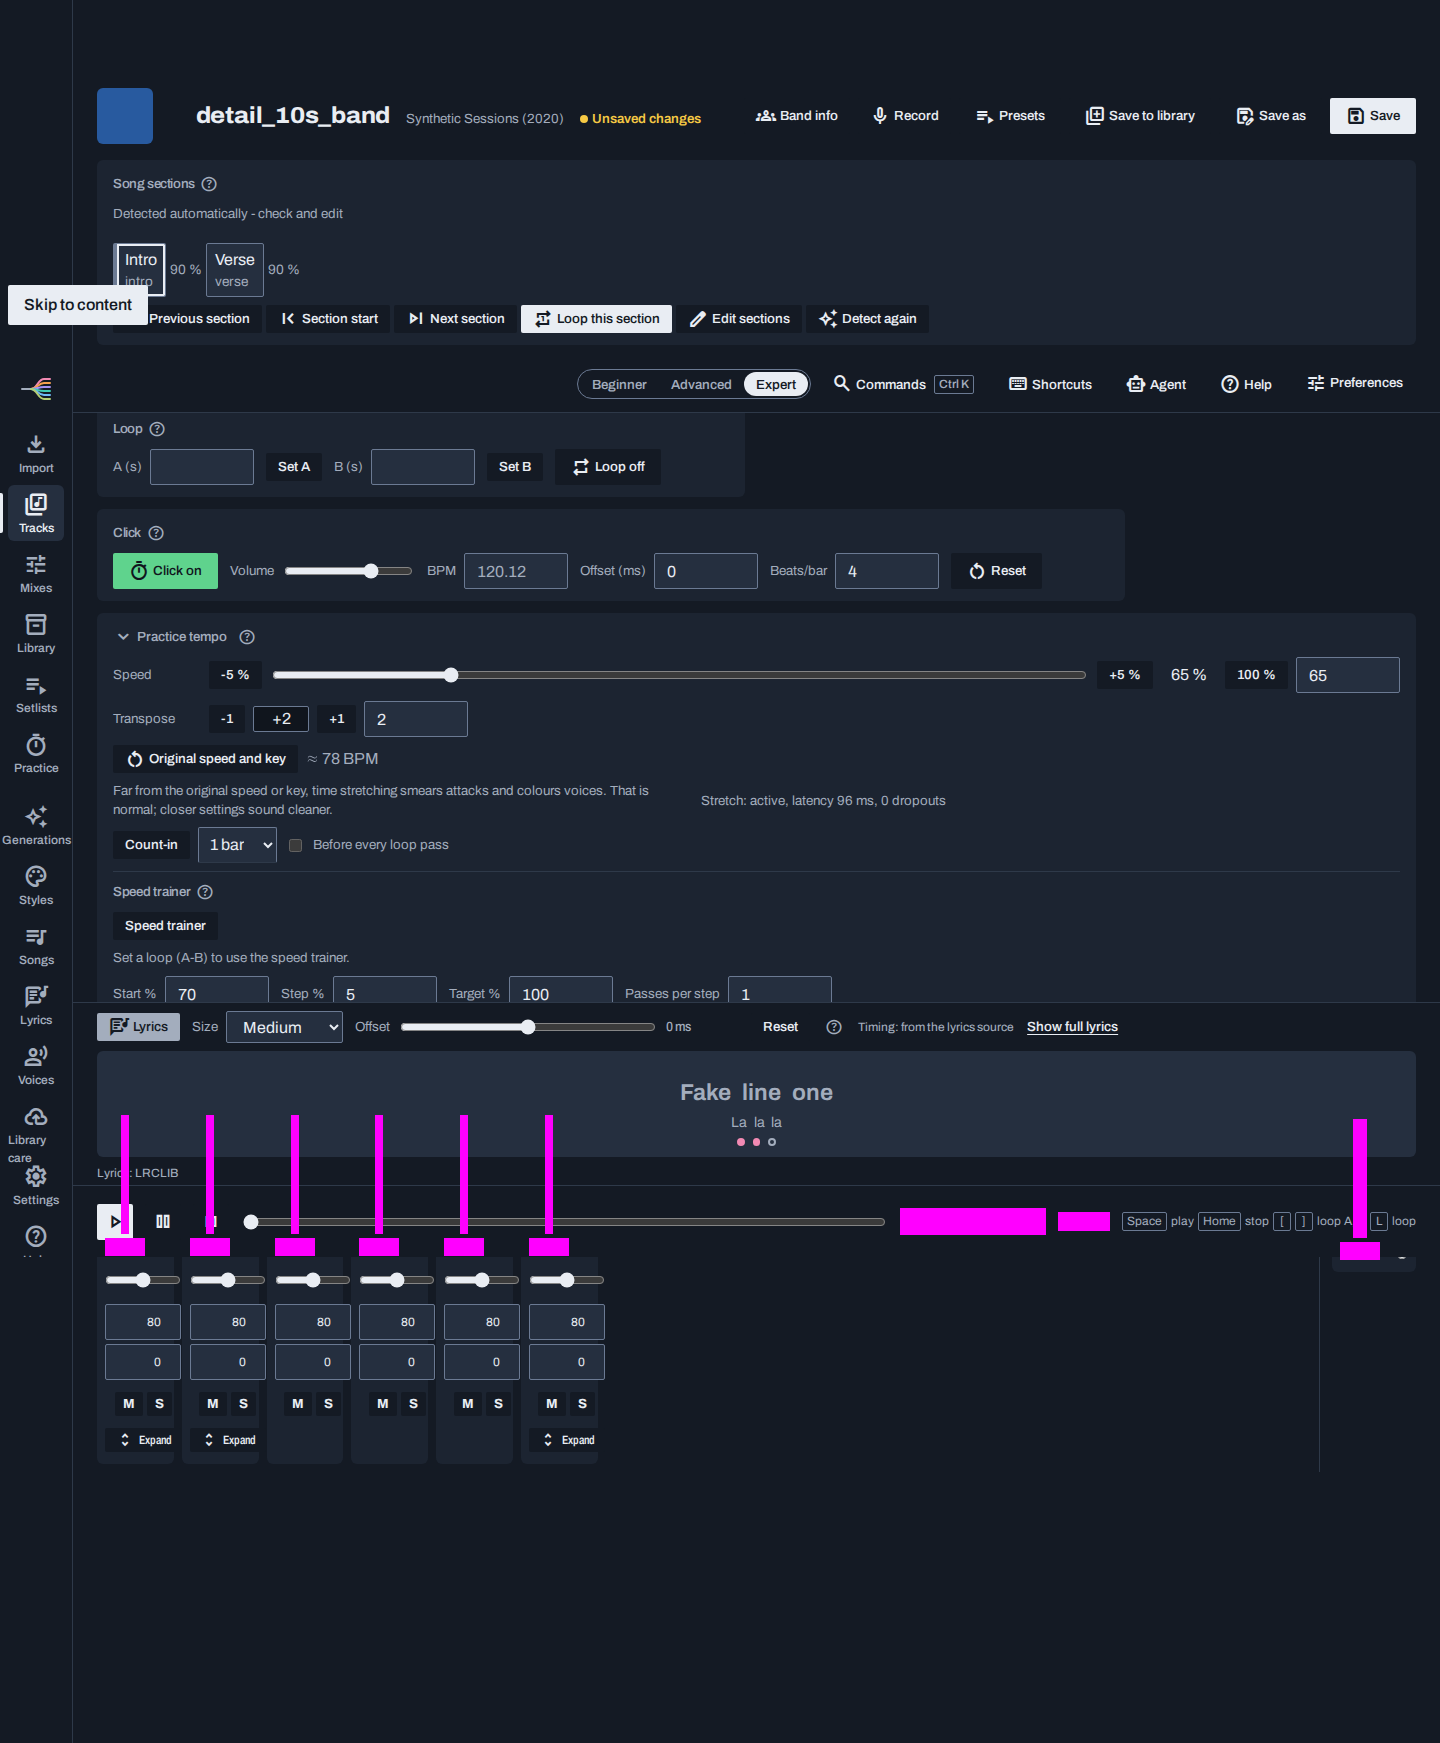 detail_10s_band Synthetic Sessions (2020) Unsaved changes Band info Record Presets Save to library Save as Save
Song sections
Detected automatically - check and edit
Intro 90 % Verse 90 %
intro verse
Skip to content
Previous section Section start Next section Loop this section Edit sections Detect again
Beginner Advanced Expert Commands Ctrl K Shortcuts Agent Help Preferences
Loop
A (s) Set A B (s) Set B Loop off
Import
Tracks
Mixes
Library
Setlists
Practice
Generations
Styles
Songs
Lyrics
Voices
Library
care
Settings
Click
Click on Volume BPM 120.12 Offset (ms) 0 Beats/bar 4 Reset
Practice tempo
Speed -5 % +5 % 65 % 100 % 65
Transpose -1 +2 +1 2
Original speed and key ≈ 78 BPM
Far from the original speed or key, time stretching smears attacks and colours voices. That is
normal; closer settings sound cleaner.
Stretch: active, latency 96 ms, 0 dropouts
Count-in 1 bar Before every loop pass
Speed trainer
Speed trainer
Set a loop (A-B) to use the speed trainer.
Start % 70 Step % 5 Target % 100 Passes per step 1
Lyrics Size Medium Offset 0 ms Reset Timing: from the lyrics source Show full lyrics
Fake line one
La la la
LRCLIB
Space play Home stop [ ] loop A L loop
80 80 80 80 80 80
0 0 0 0 0 0
M S M S M S M S M S M S
Expand Expand Expand